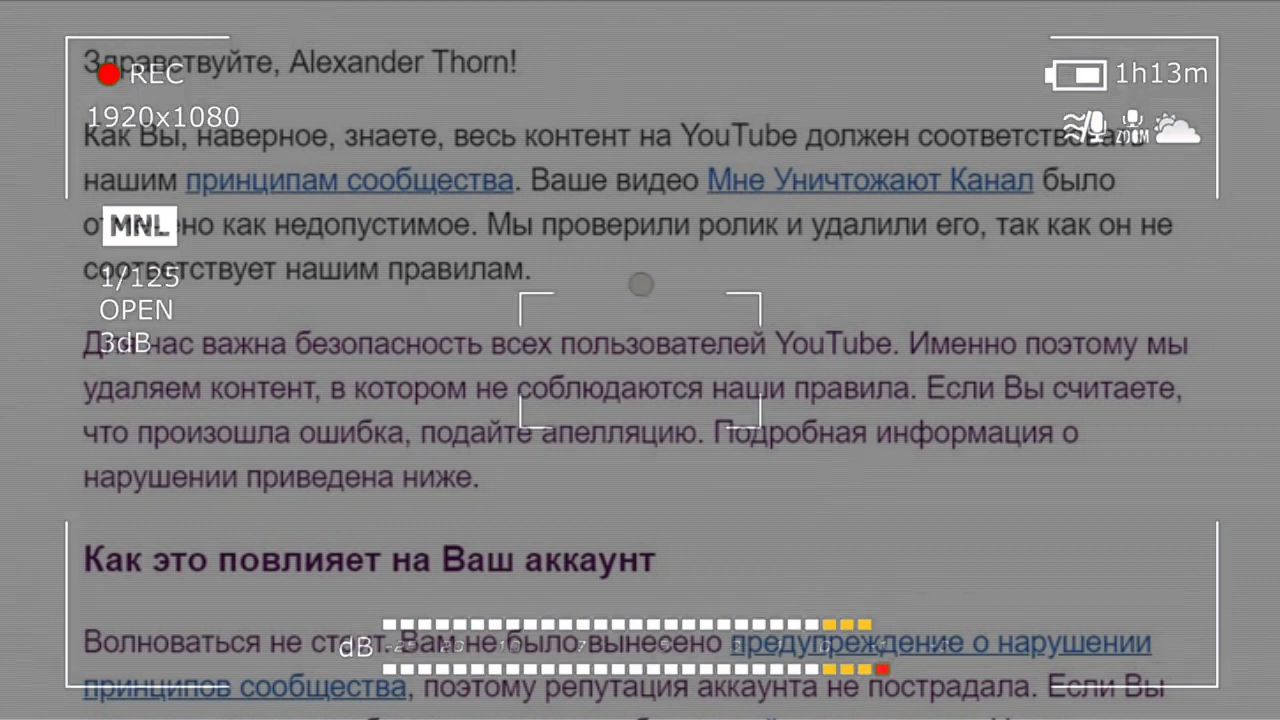 Здравствуйте, Alexander Thorn!
REC
1h13m
1920x1080
Как Вы, наверное, знаете, весь контент на YouTube должен соответствовать
ZOOM
нашим принципам сообщества. Ваше видео Мне Уничтожают Канал было
MNL
отмечено как недопустимое. Мы проверили ролик и удалили его, так как он не
соответствует нашим правилам.
1/125
OPEN
3dB
Для нас важна безопасность всех пользователей YouTube. Именно поэтому мы
удаляем контент, в котором не соблюдаются наши правила. Если Вы считаете,
что произошла ошибка, подайте апелляцию. Подробная информация о
нарушении приведена ниже.
Как это повлияет на Ваш аккаунт
Волноваться не стоит. Вам не было вынесено предупреждение о нарушении
dB
принципов сообщества, поэтому репутация аккаунта не пострадала. Если Вы